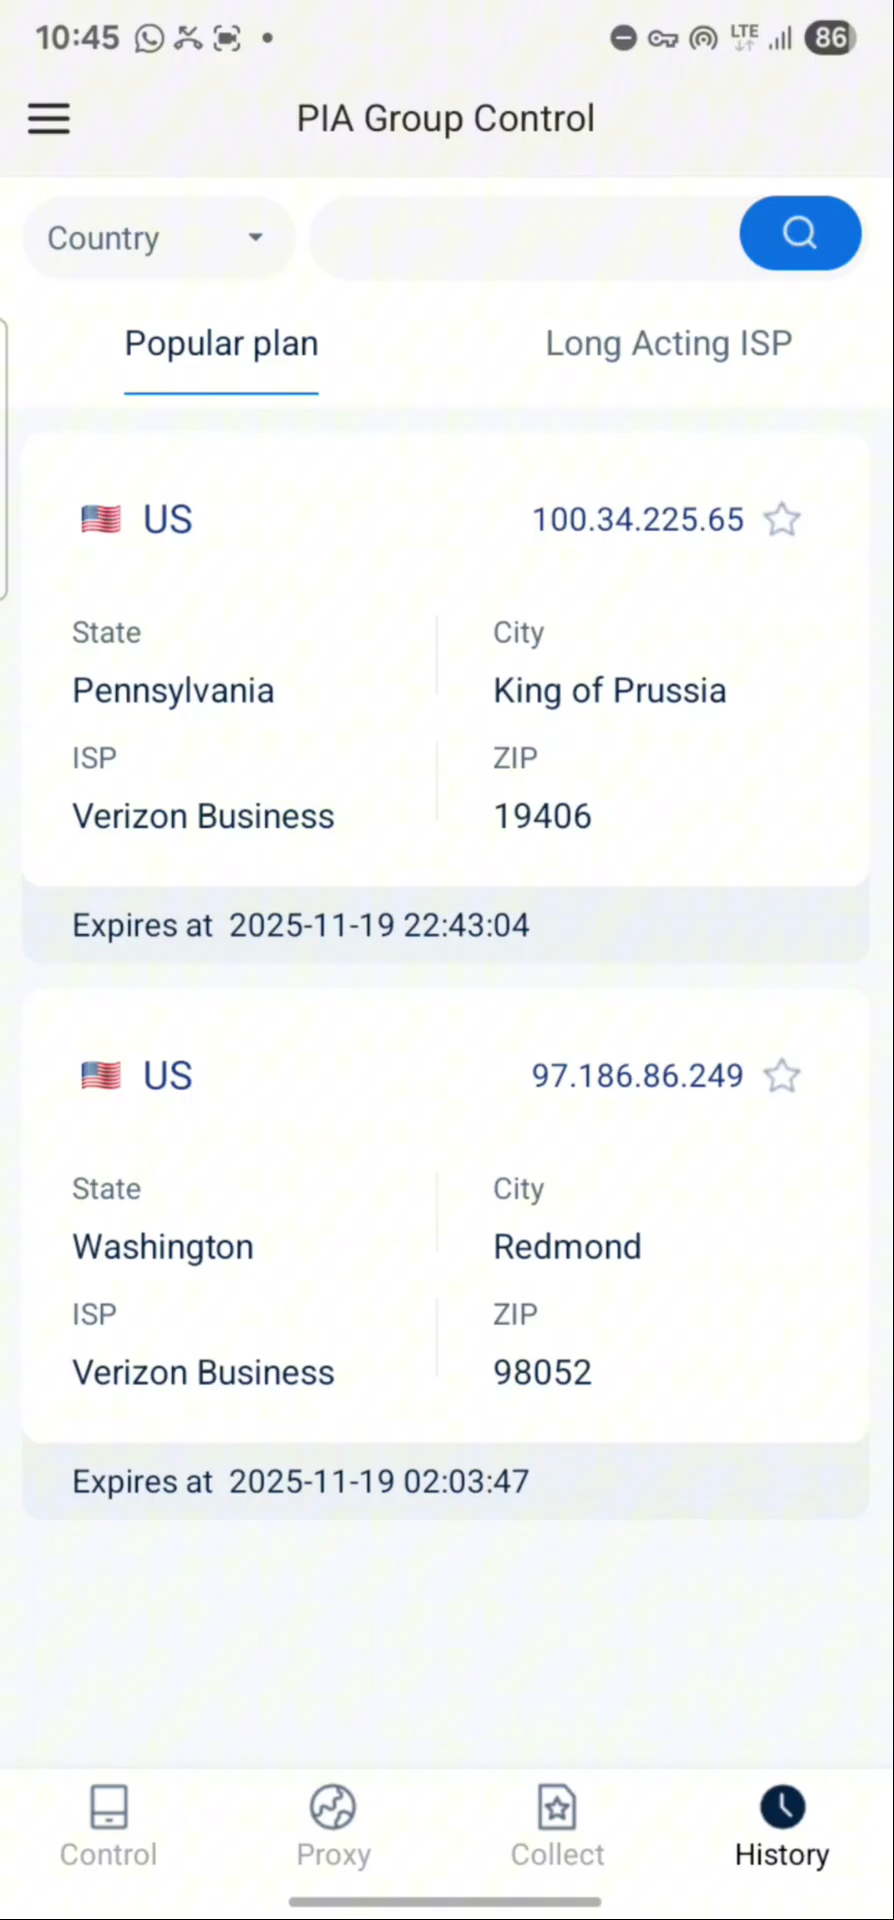 10:45 LTE 86
PIA Group Control
Country
Popular plan Long Acting ISP
US 100.34.225.65
State City
Pennsylvania King of Prussia
ISP ZIP
Verizon Business 19406
Expires at 2025-11-19 22:43:04
US 97.186.86.249
State City
Washington Redmond
ISP ZIP
Verizon Business 98052
Expires at 2025-11-19 02:03:47
Control Proxy Collect History